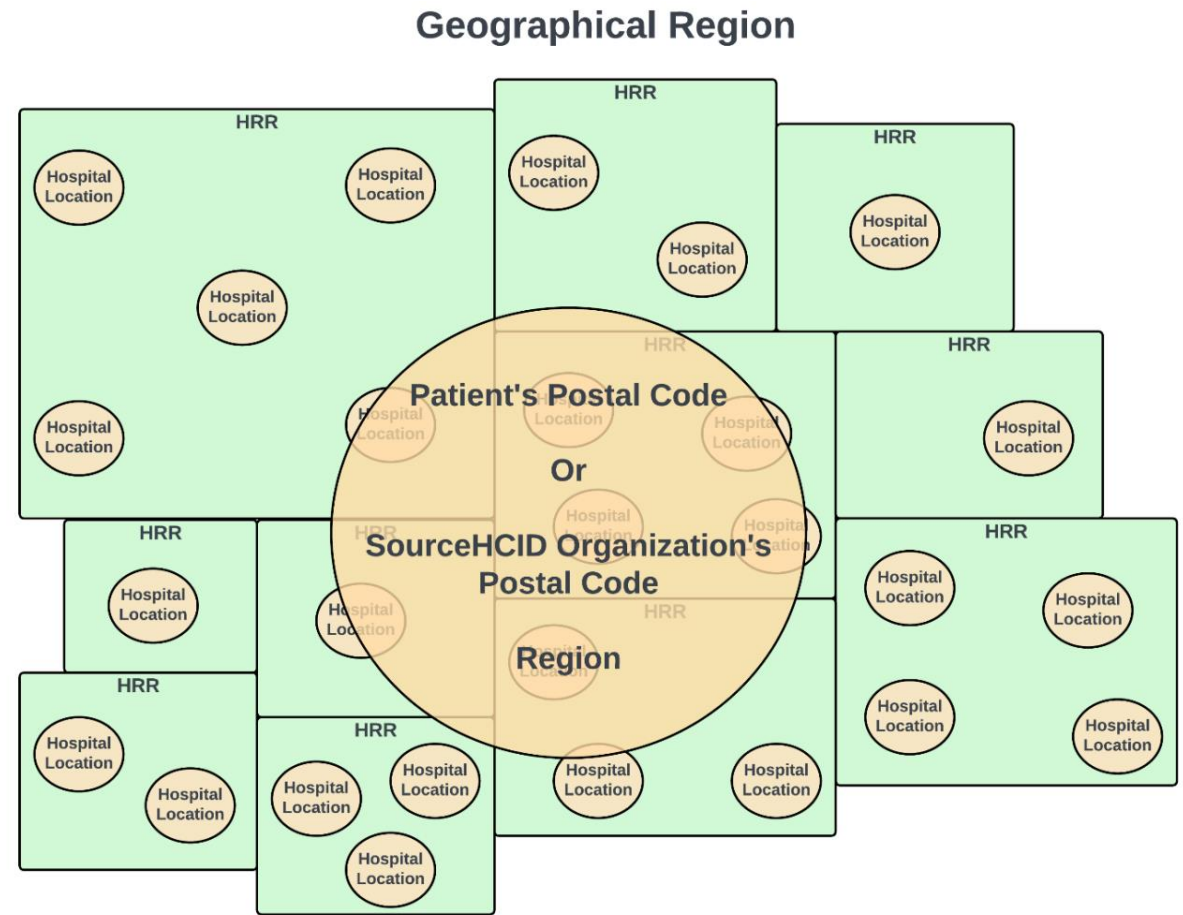 Geographical Region
HRR
Hospital
Location
Hospital
Location
Hospital
Location
Hospital
Location
Hospital
Location
HRR
Hospital
Location
Hospital
Location
HRR
Hospital
Location
HRR
Location
Hospital
Location
Hospital
Location
Hospital
Location
HRR
Hospital
Location
Patient's Postal Code
Or
SourceHCID Organization's
Postal Code
Region
HRR
Hospital
Location
HRR
Hospital
Location
HRR
Hospital
Location
Hospital
Location
HRR
Hospital
Location
Hospital
Location
Hospital
Location
Hospital
Location
HRR
Hospital
Location
Hospital
Location
HRR
Hospital
Location
Hospital
Location
Hospital
Location